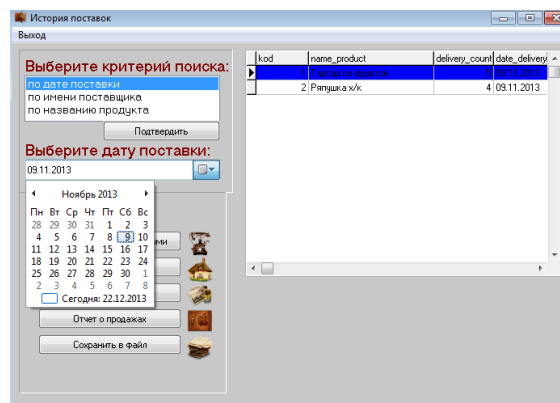 История поставок
Выход
Выберите критерий поиска:
по дате поставки
по имени поставщика
по названию продукта
Подтвердить
Выберите дату поставки:
09.11.2013
Ноябрь 2013
Пн Вт Ср Чт Пт Сб Вс
28 29 30 31 1 2 3
4 5 6 7 8 9 10
11 12 13 14 15 16 17
18 19 20 21 22 23 24
25 26 27 28 29 30 1
2 3 4 5 6 7 8
Сегодня: 22.12.2013
ми
Отчет о продажах
Сохранить в файл
kod name_product delivery_count date_delivery
5 09.11.2013
2 Ряпушка х/к 4 09.11.2013